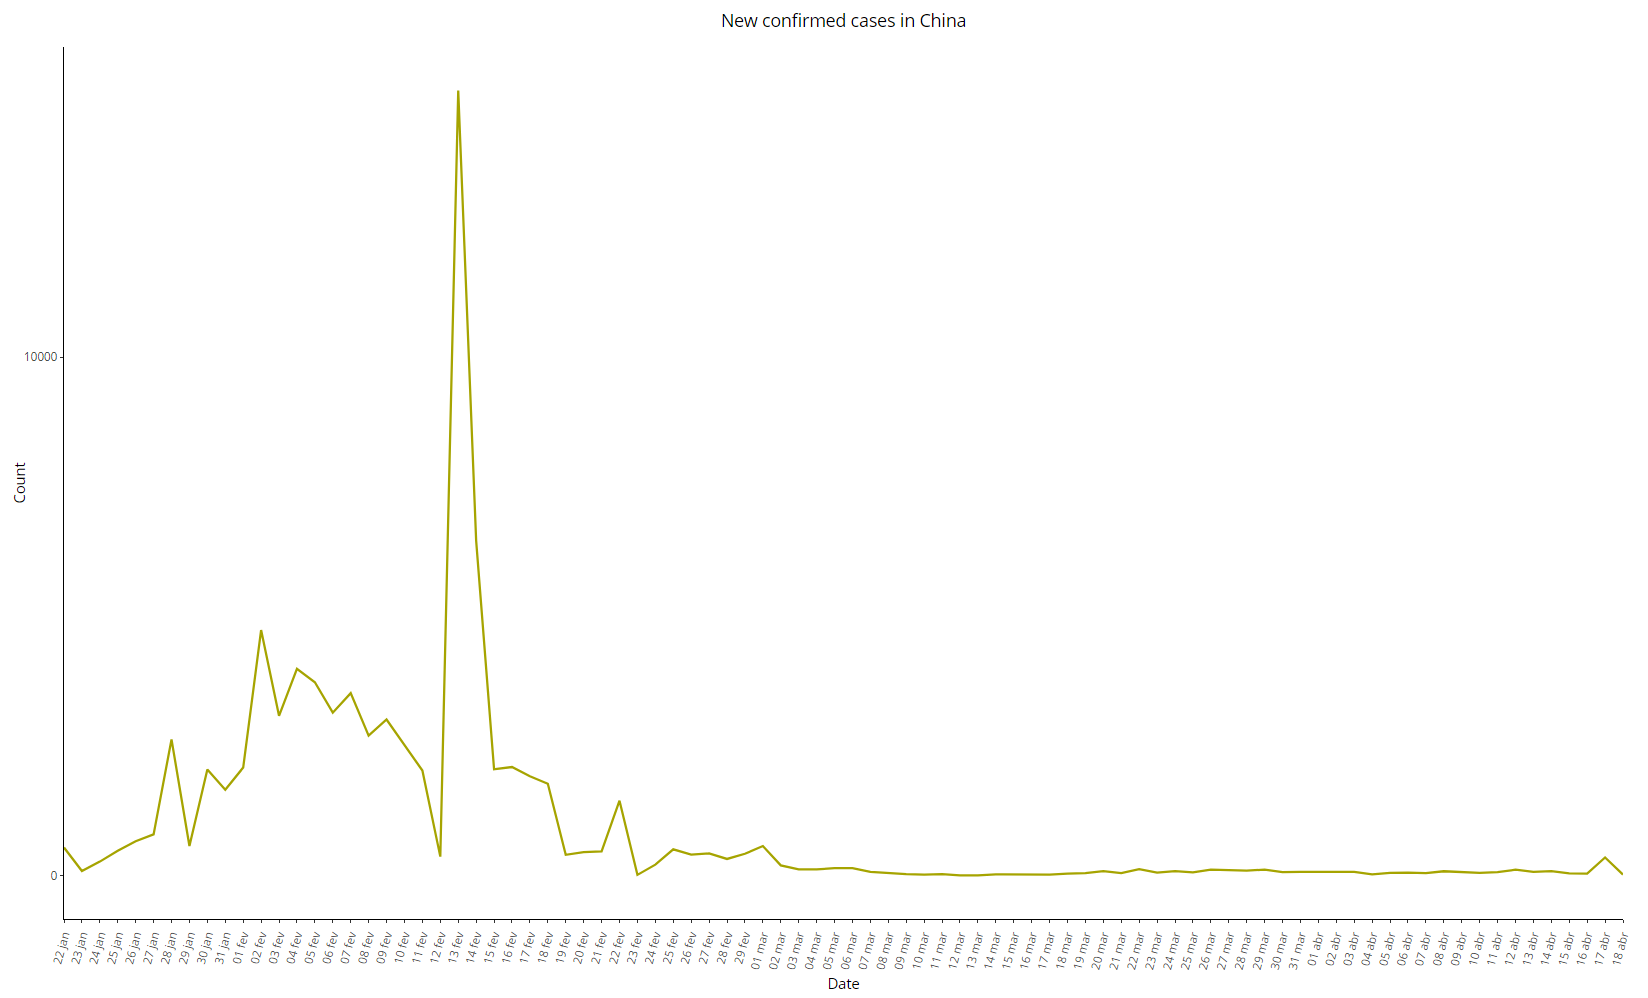 New confirmed cases in China
10000
0
Count
22 jan
23 jan
24 jan
25 jan
26 jan
27 jan
28 jan
29 jan
30 jan
31 jan
01 fev
02 fev
03 fev
04 fev
05 fev
06 fev
07 fev
08 fev
09 fev
10 fev
11 fev
12 fev
13 fev
14 fev
15 fev
16 fev
17 fev
18 fev
19 fev
20 fev
21 fev
22 fev
23 fev
24 fev
25 fev
26 fev
27 fev
28 fev
29 fev
01 mar
02 mar
03 mar
04 mar
05 mar
06 mar
07 mar
08 mar
09 mar
10 mar
11 mar
12 mar
13 mar
14 mar
15 mar
16 mar
17 mar
18 mar
19 mar
20 mar
21 mar
22 mar
23 mar
24 mar
25 mar
26 mar
27 mar
28 mar
29 mar
30 mar
31 mar
01 abr
02 abr
03 abr
04 abr
05 abr
06 abr
07 abr
08 abr
09 abr
10 abr
11 abr
12 abr
13 abr
14 abr
15 abr
16 abr
17 abr
18 abr
Date